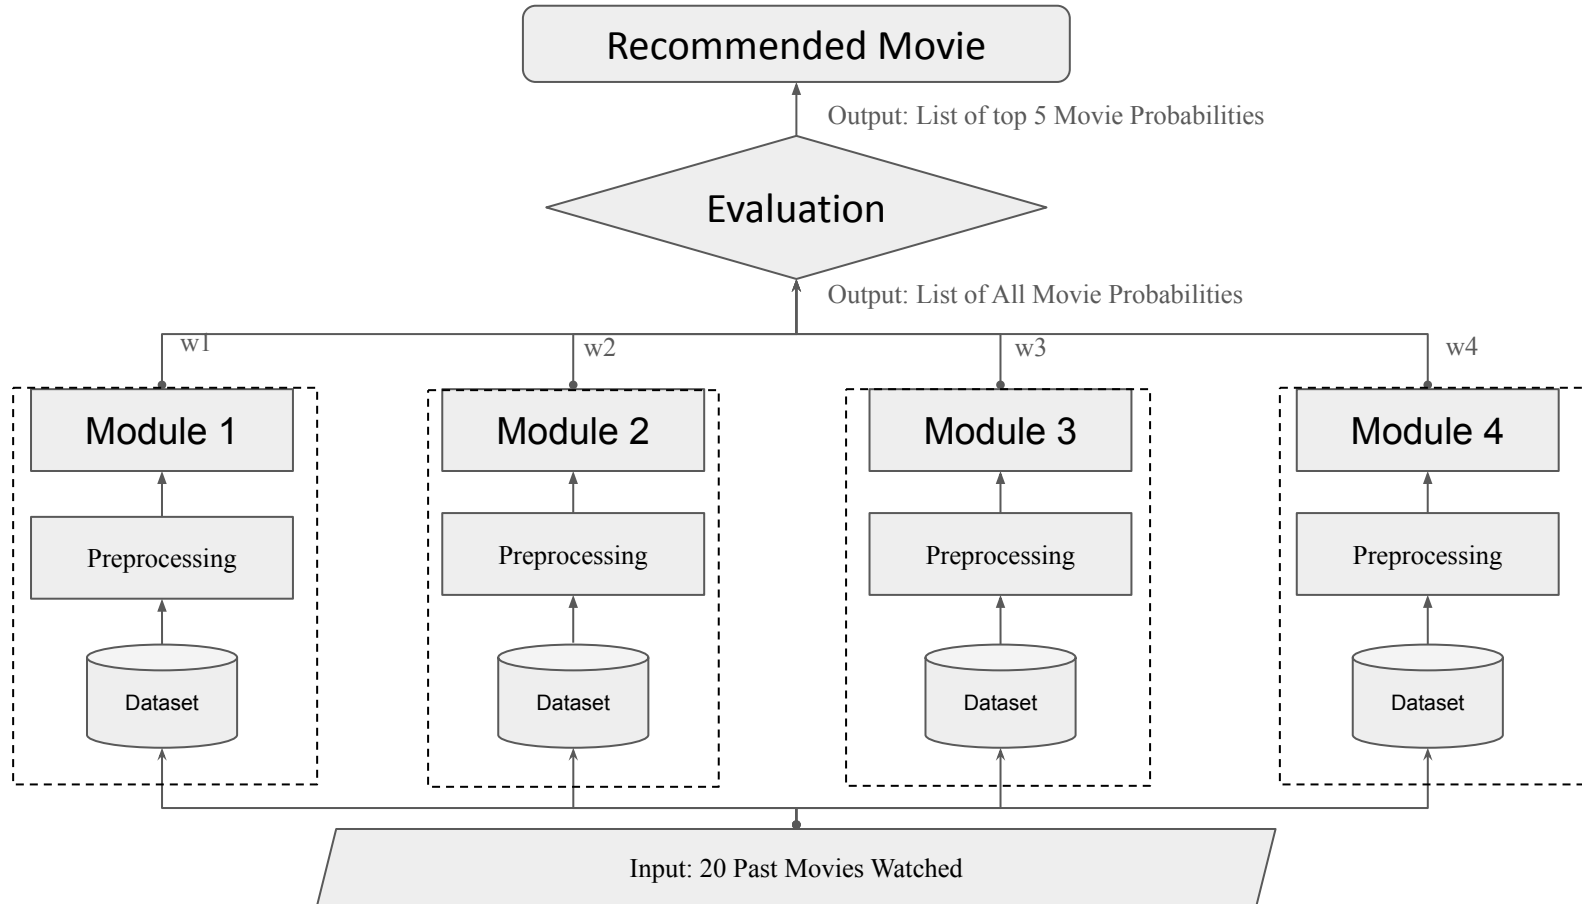 Recommended Movie
Output: List of top 5 Movie Probabilities
Evaluation
Output: List of All Movie Probabilities
w1
w2
w3
w4
Module 1
Module 2
Module 3
Module 4
Preprocessing
Preprocessing
Preprocessing
Preprocessing
Dataset
Dataset
Dataset
Dataset
Input: 20 Past Movies Watched